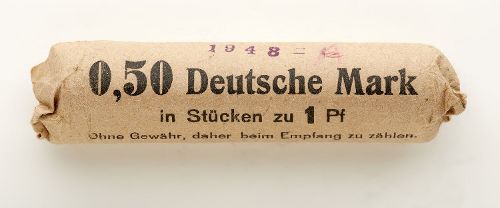 1948 =
0,50 Deutsche Mark
in Stücken zu 1 Pf
Ohne Gewähr, daher beim Empfang zu zählen.